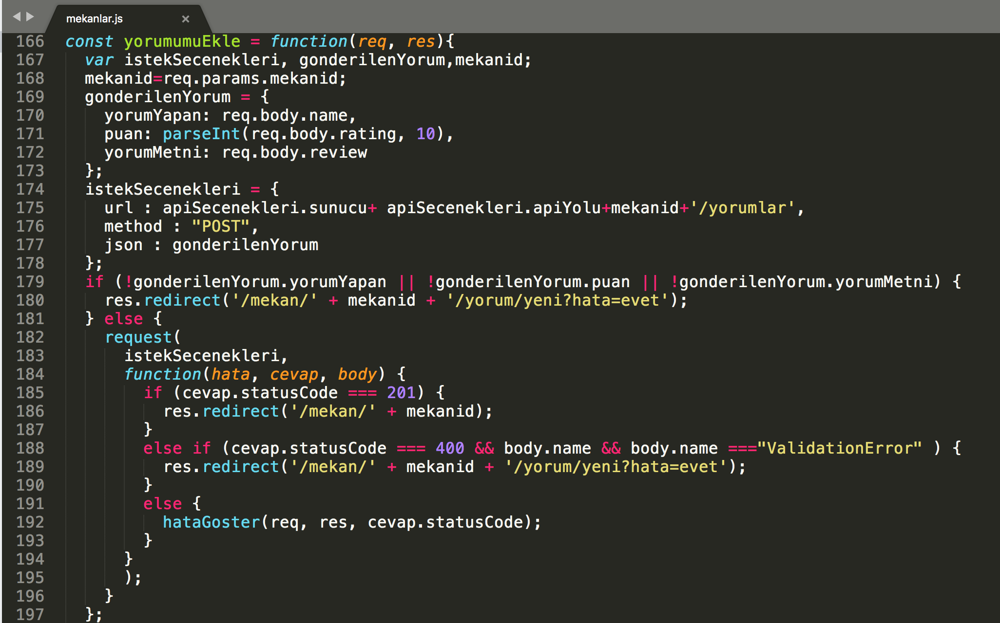 mekanlar.js ×
166 const yorumumuEkle = function(req, res){
167   var istekSecenekleri, gonderilenYorum,mekanid;
168   mekanid=req.params.mekanid;
169   gonderilenYorum = {
170     yorumYapan: req.body.name,
171     puan: parseInt(req.body.rating, 10),
172     yorumMetni: req.body.review
173   };
174   istekSecenekleri = {
175     url : apiSecenekleri.sunucu+ apiSecenekleri.apiYolu+mekanid+'/yorumlar',
176     method : "POST",
177     json : gonderilenYorum
178   };
179   if (!gonderilenYorum.yorumYapan || !gonderilenYorum.puan || !gonderilenYorum.yorumMetni) {
180     res.redirect('/mekan/' + mekanid + '/yorum/yeni?hata=evet');
181   } else {
182     request(
183       istekSecenekleri,
184       function(hata, cevap, body) {
185         if (cevap.statusCode === 201) {
186           res.redirect('/mekan/' + mekanid);
187         }
188         else if (cevap.statusCode === 400 && body.name && body.name ==="ValidationError" ) {
189           res.redirect('/mekan/' + mekanid + '/yorum/yeni?hata=evet');
190         }
191         else {
192           hataGoster(req, res, cevap.statusCode);
193         }
194       }
195       );
196     }
197   };